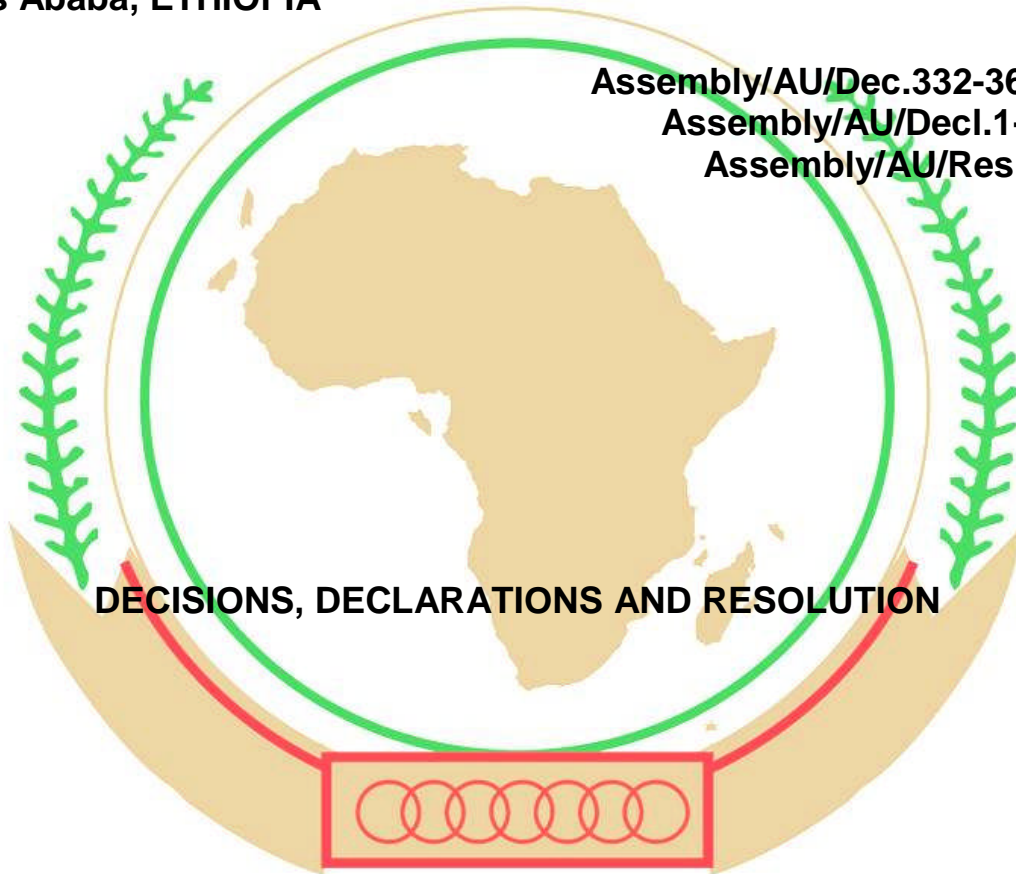 Ababa, ETHIOPIA
Assembly/AU/Dec.332-36
Assembly/AU/Decl.1-
Assembly/AU/Res
DECISIONS, DECLARATIONS AND RESOLUTION